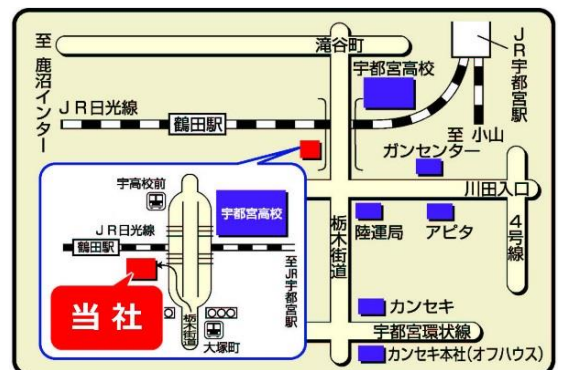 至 鹿沼インター
滝谷町
JR宇都宮駅
宇都宮高校
JR日光線
鶴田駅
至 小山
ガンセンター
川田入口
栃木街道
陸運局
アピタ
4号線
カンセキ
宇都宮環状線
カンセキ本社(オフハウス)
宇高校前
宇都宮高校
JR日光線
鶴田駅
至JR宇都宮駅
当社
栃木街道
大塚町